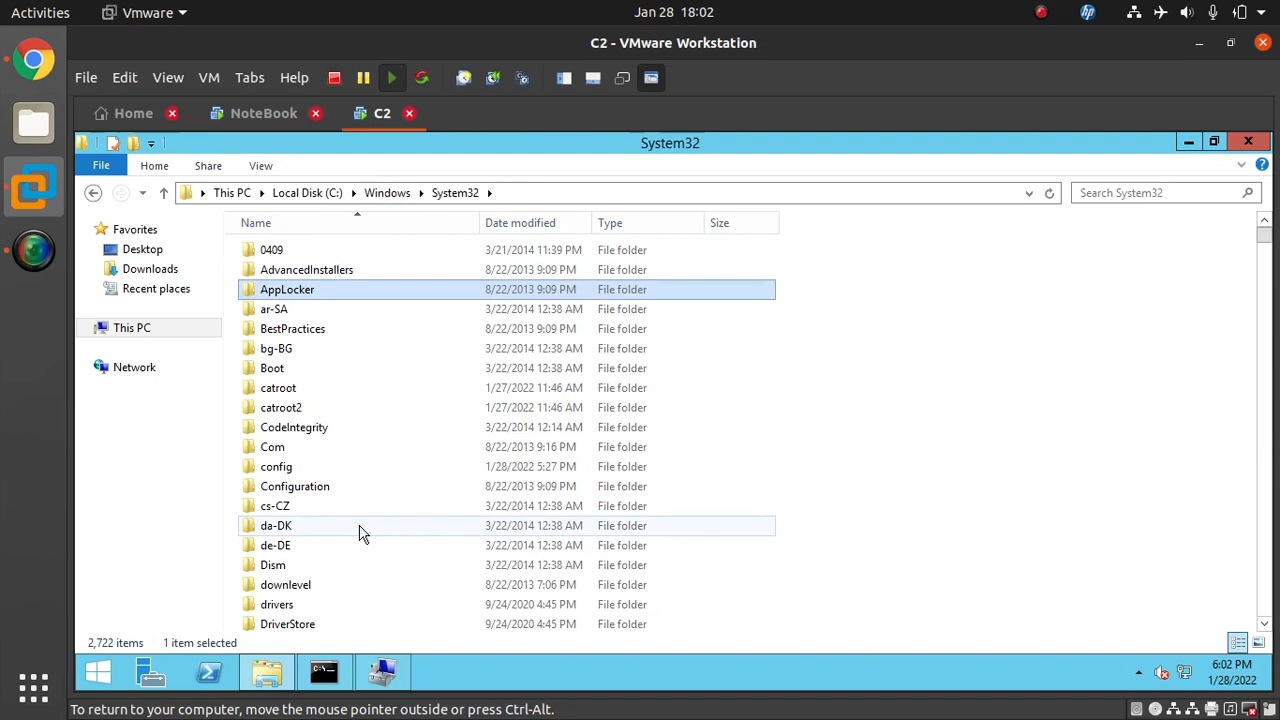 Activities
VMware
Jan 28 18:02
C2 - VMware Workstation
File Edit View VM Tabs Help
Home NoteBook C2
System32
File Home Share View
This PC Local Disk (C:) Windows System32 Search System32
Name Date modified Type Size
Favorites
Desktop
Downloads
Recent places
This PC
Network
0409 3/21/2014 11:39 PM File folder
AdvancedInstallers 8/22/2013 9:09 PM File folder
AppLocker 8/22/2013 9:09 PM File folder
ar-SA 3/22/2014 12:38 AM File folder
BestPractices 8/22/2013 9:09 PM File folder
bg-BG 3/22/2014 12:38 AM File folder
Boot 3/22/2014 12:38 AM File folder
catroot 1/27/2022 11:46 AM File folder
catroot2 1/27/2022 11:46 AM File folder
CodeIntegrity 3/22/2014 12:14 AM File folder
Com 8/22/2013 9:16 PM File folder
config 1/28/2022 5:27 PM File folder
Configuration 8/22/2013 9:09 PM File folder
cs-CZ 3/22/2014 12:38 AM File folder
da-DK 3/22/2014 12:38 AM File folder
de-DE 3/22/2014 12:38 AM File folder
Dism 3/22/2014 12:38 AM File folder
downlevel 8/22/2013 7:06 PM File folder
drivers 9/24/2020 4:45 PM File folder
DriverStore 9/24/2020 4:45 PM File folder
2,722 items 1 item selected
6:02 PM
1/28/2022
To return to your computer, move the mouse pointer outside or press Ctrl-Alt.